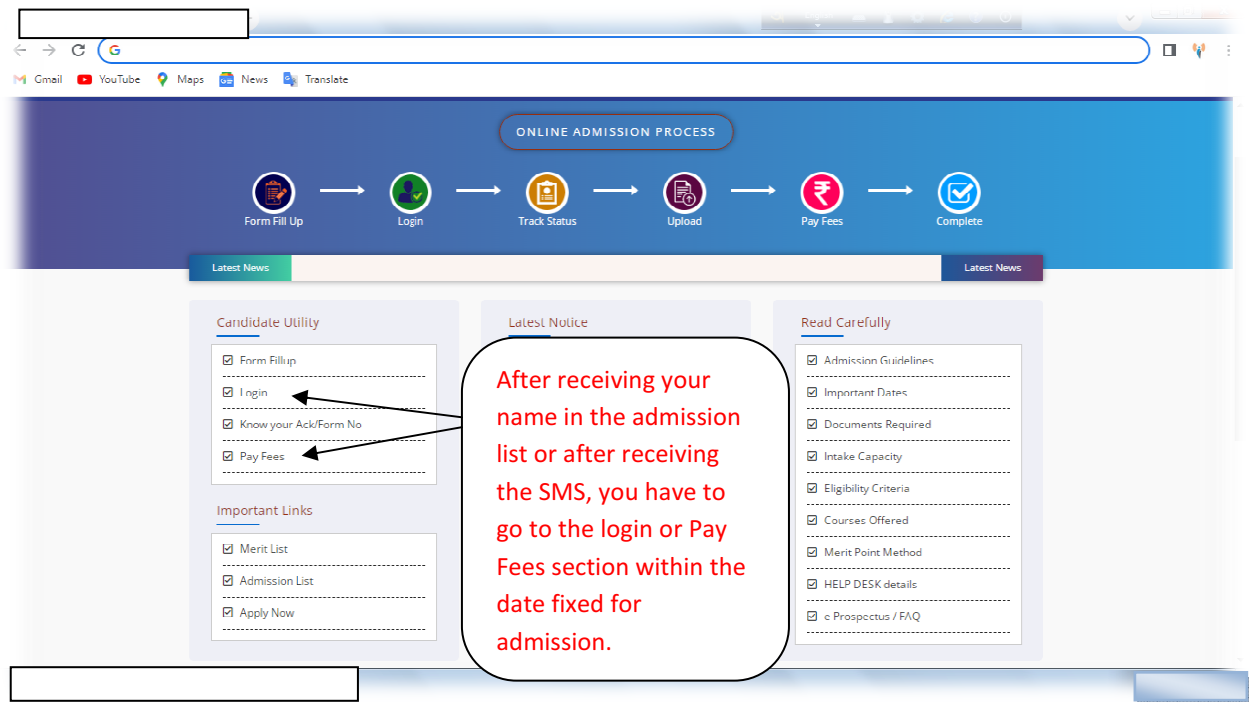 Gmail YouTube Maps News Translate
ONLINE ADMISSION PROCESS
Form Fill Up Login Track Status Upload Pay Fees Complete
Latest News Latest News
Candidate Utility
Form Fillup
Login
Know your Ack/Form No
Pay Fees
Important Links
Merit List
Admission List
Apply Now
Latest Notice
After receiving your
name in the admission
list or after receiving
the SMS, you have to
go to the login or Pay
Fees section within the
date fixed for
admission.
Read Carefully
Admission Guidelines
Important Dates
Documents Required
Intake Capacity
Eligibility Criteria
Courses Offered
Merit Point Method
HELP DESK details
e Prospectus / FAQ